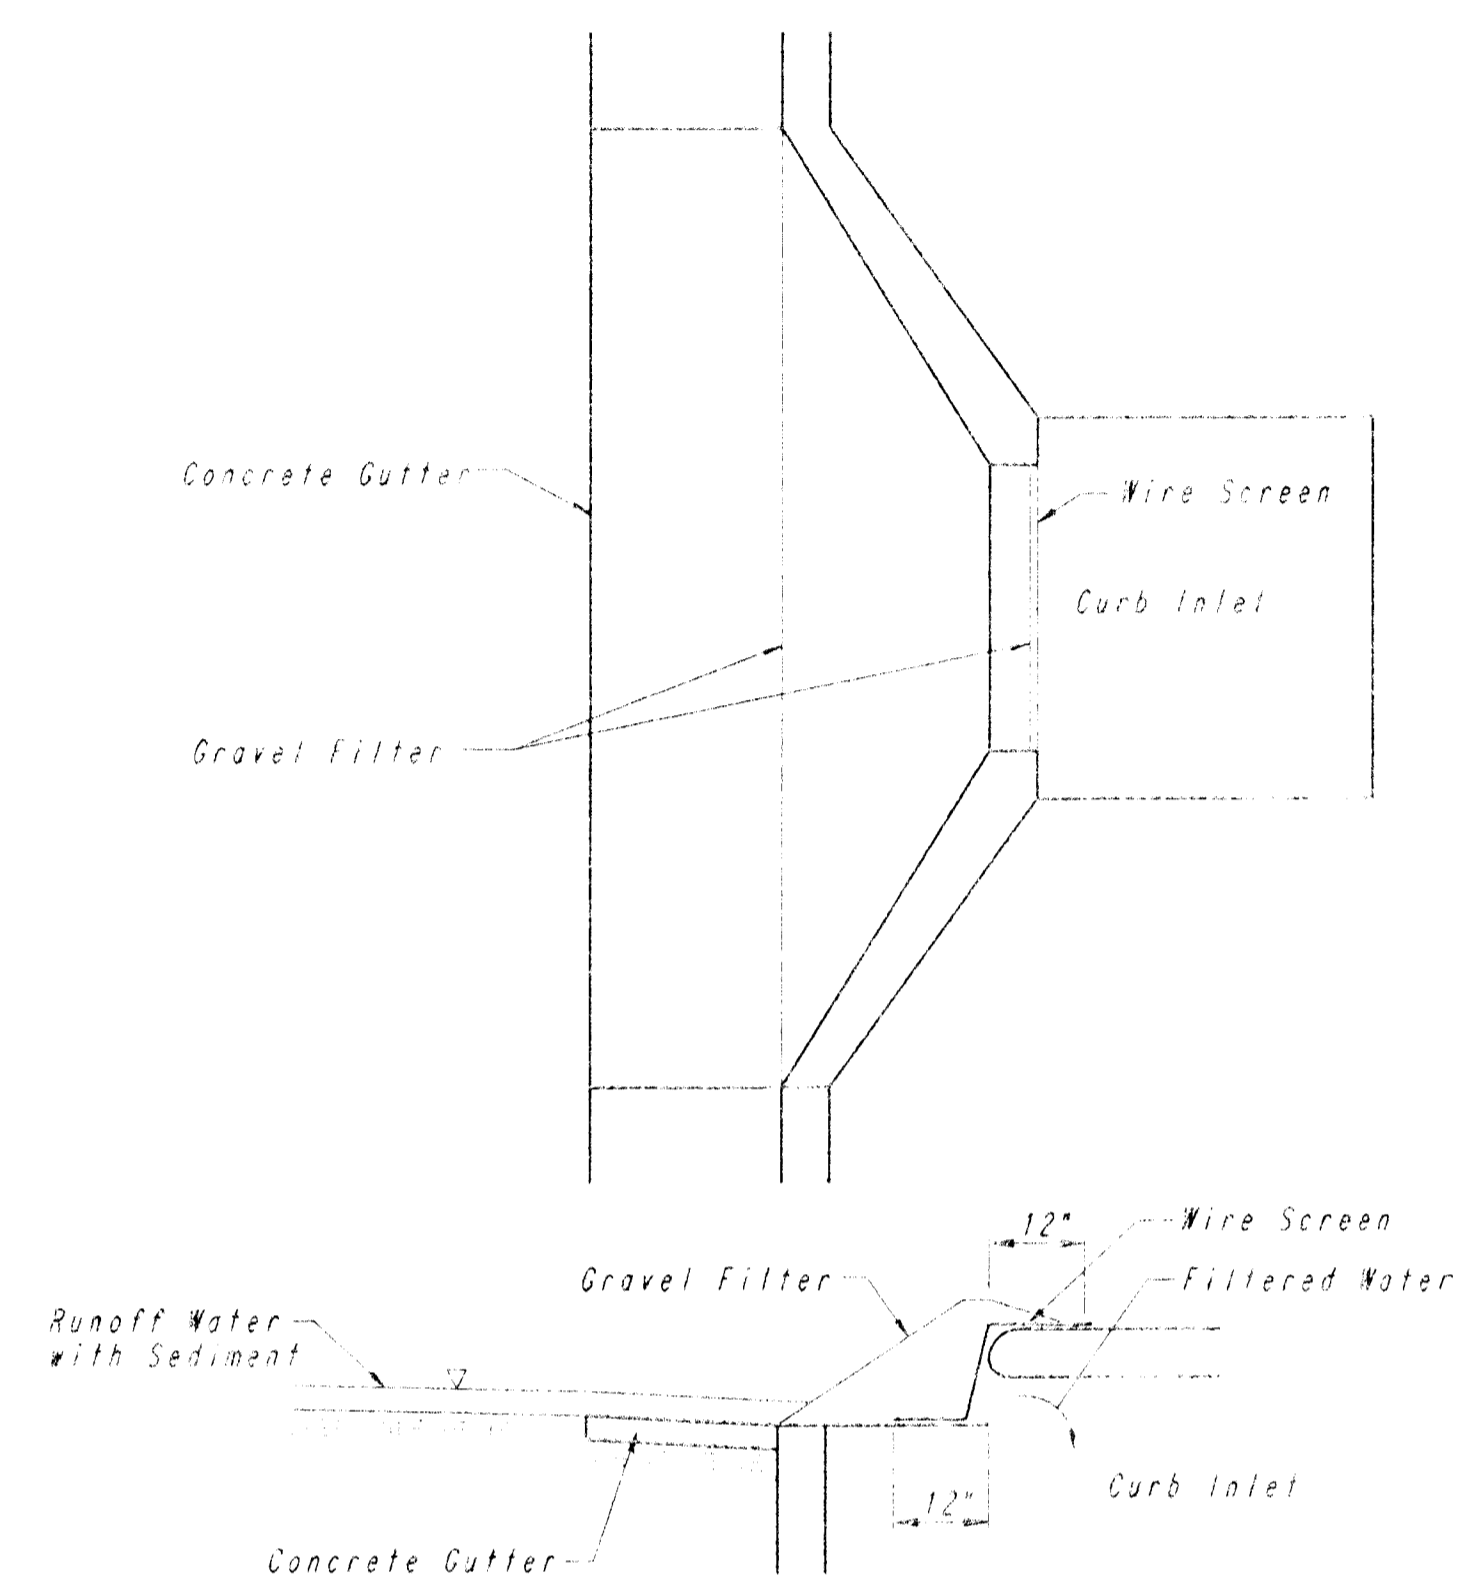 Concrete Gutter
Wire Screen
Curb Inlet
Gravel Filter
12"
Wire Screen
Gravel Filter
Filtered Water
Runoff Water
with Sediment
12"
Curb Inlet
Concrete Gutter